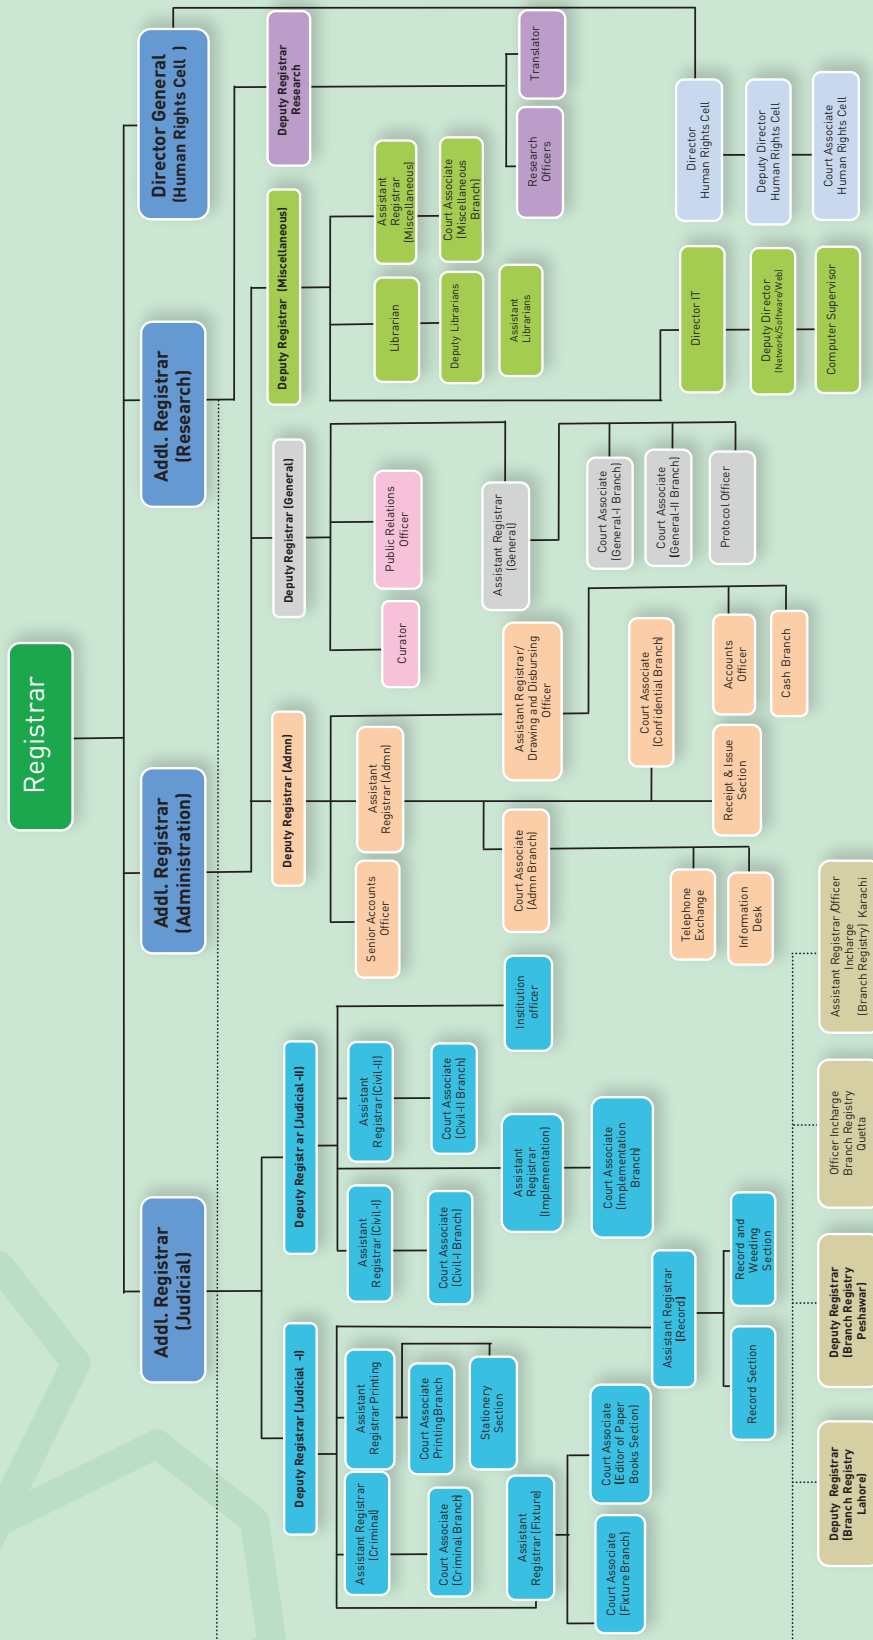 Registrar
Addl. Registrar
(Judicial)
Addl. Registrar
(Administration)
Addl. Registrar
(Research)
Director General
(Human Rights Cell )
Deputy Registrar (Judicial -I)
Deputy Registr ar (Judicial -II)
Deputy Registrar (Admn)
Deputy Registrar (General)
Deputy Registrar (Miscellaneous)
Deputy Registrar
Research
Assistant Registrar
(Criminal)
Court Associate
(Criminal Branch)
Assistant
Registrar Printing
Court Associate
PrintingBranch
Stationery
Section
Assistant
Registrar (Fixture)
Court Associate
(Fixture Branch)
Court Associate
(Editor of Paper
Books Section)
Assistant Registrar
(Record)
Record Section
Record and
Weeding
Section
Assistant
Registrar (Civil-I)
Court Associate
(Civil-I Branch)
Assistant
Registrar(Civil-II)
Court Associate
(Civil-II Branch)
Assistant
Registrar
(Implementation)
Court Associate
(Implementation
Branch)
Institution
officer
Senior Accounts
Officer
Assistant
Registrar (Admn)
Court Associate
(Admn Branch)
Telephone
Exchange
Information
Desk
Assistant Registrar/
Drawing and Disbursing
Officer
Court Associate
(Confidential Branch)
Receipt & Issue
Section
Accounts
Officer
Cash Branch
Curator
Public Relations
Officer
Assistant Registrar
(General)
Court Associate
(General-I Branch)
Court Associate
(General-II Branch)
Protocol Officer
Librarian
Deputy Librarians
Assistant
Librarians
Assistant
Registrar
(Miscellaneous)
Court Associate
(Miscellaneous
Branch)
Director IT
Deputy Director
(Network/Software/Web)
Computer Supervisor
Research
Officers
Translator
Director
Human Rights Cell
Deputy Director
Human Rights Cell
Court Associate
Human Rights Cell
Deputy Registrar
(Branch Registry
Lahore)
Deputy Registrar
(Branch Registry
Peshawar)
Officer Incharge
Branch Registry
Quetta
Assistant Registrar /Officer
Incharge
(Branch Registry) Karachi